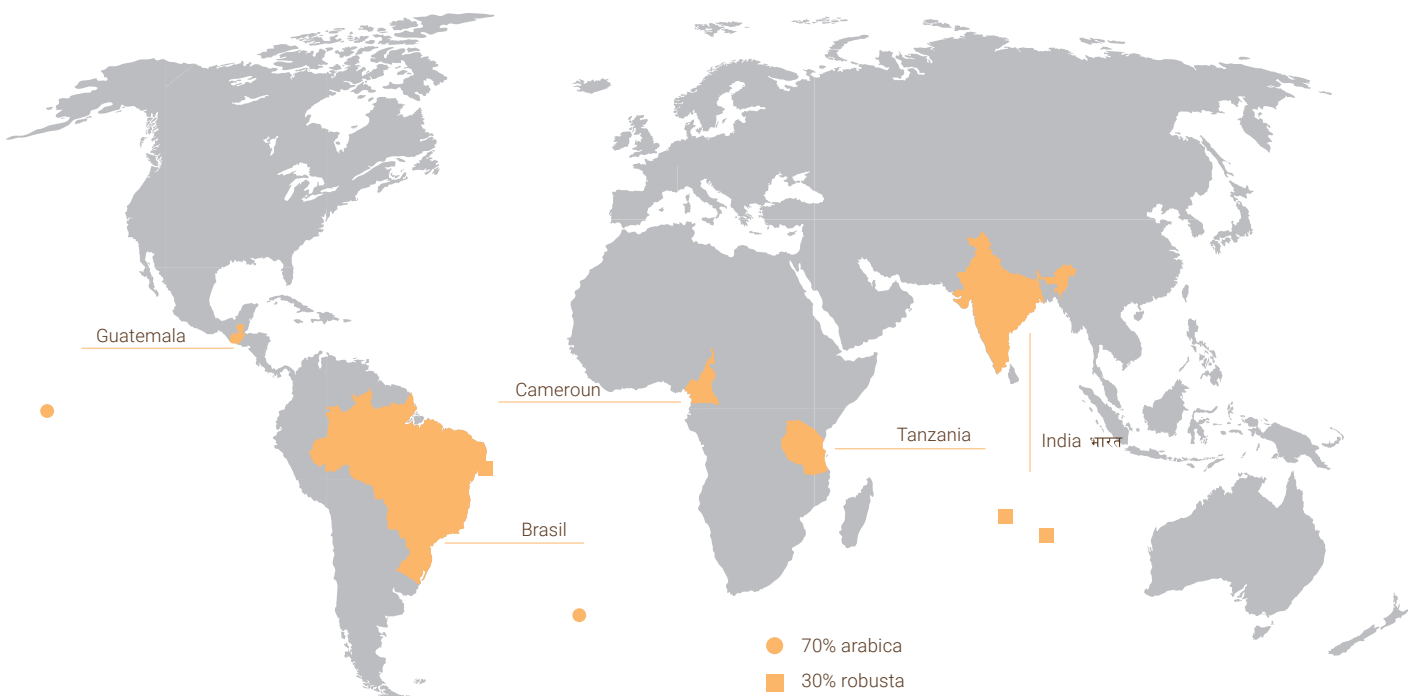 Guatemala
Cameroun
Tanzania
India भारत
Brasil
70% arabica
30% robusta